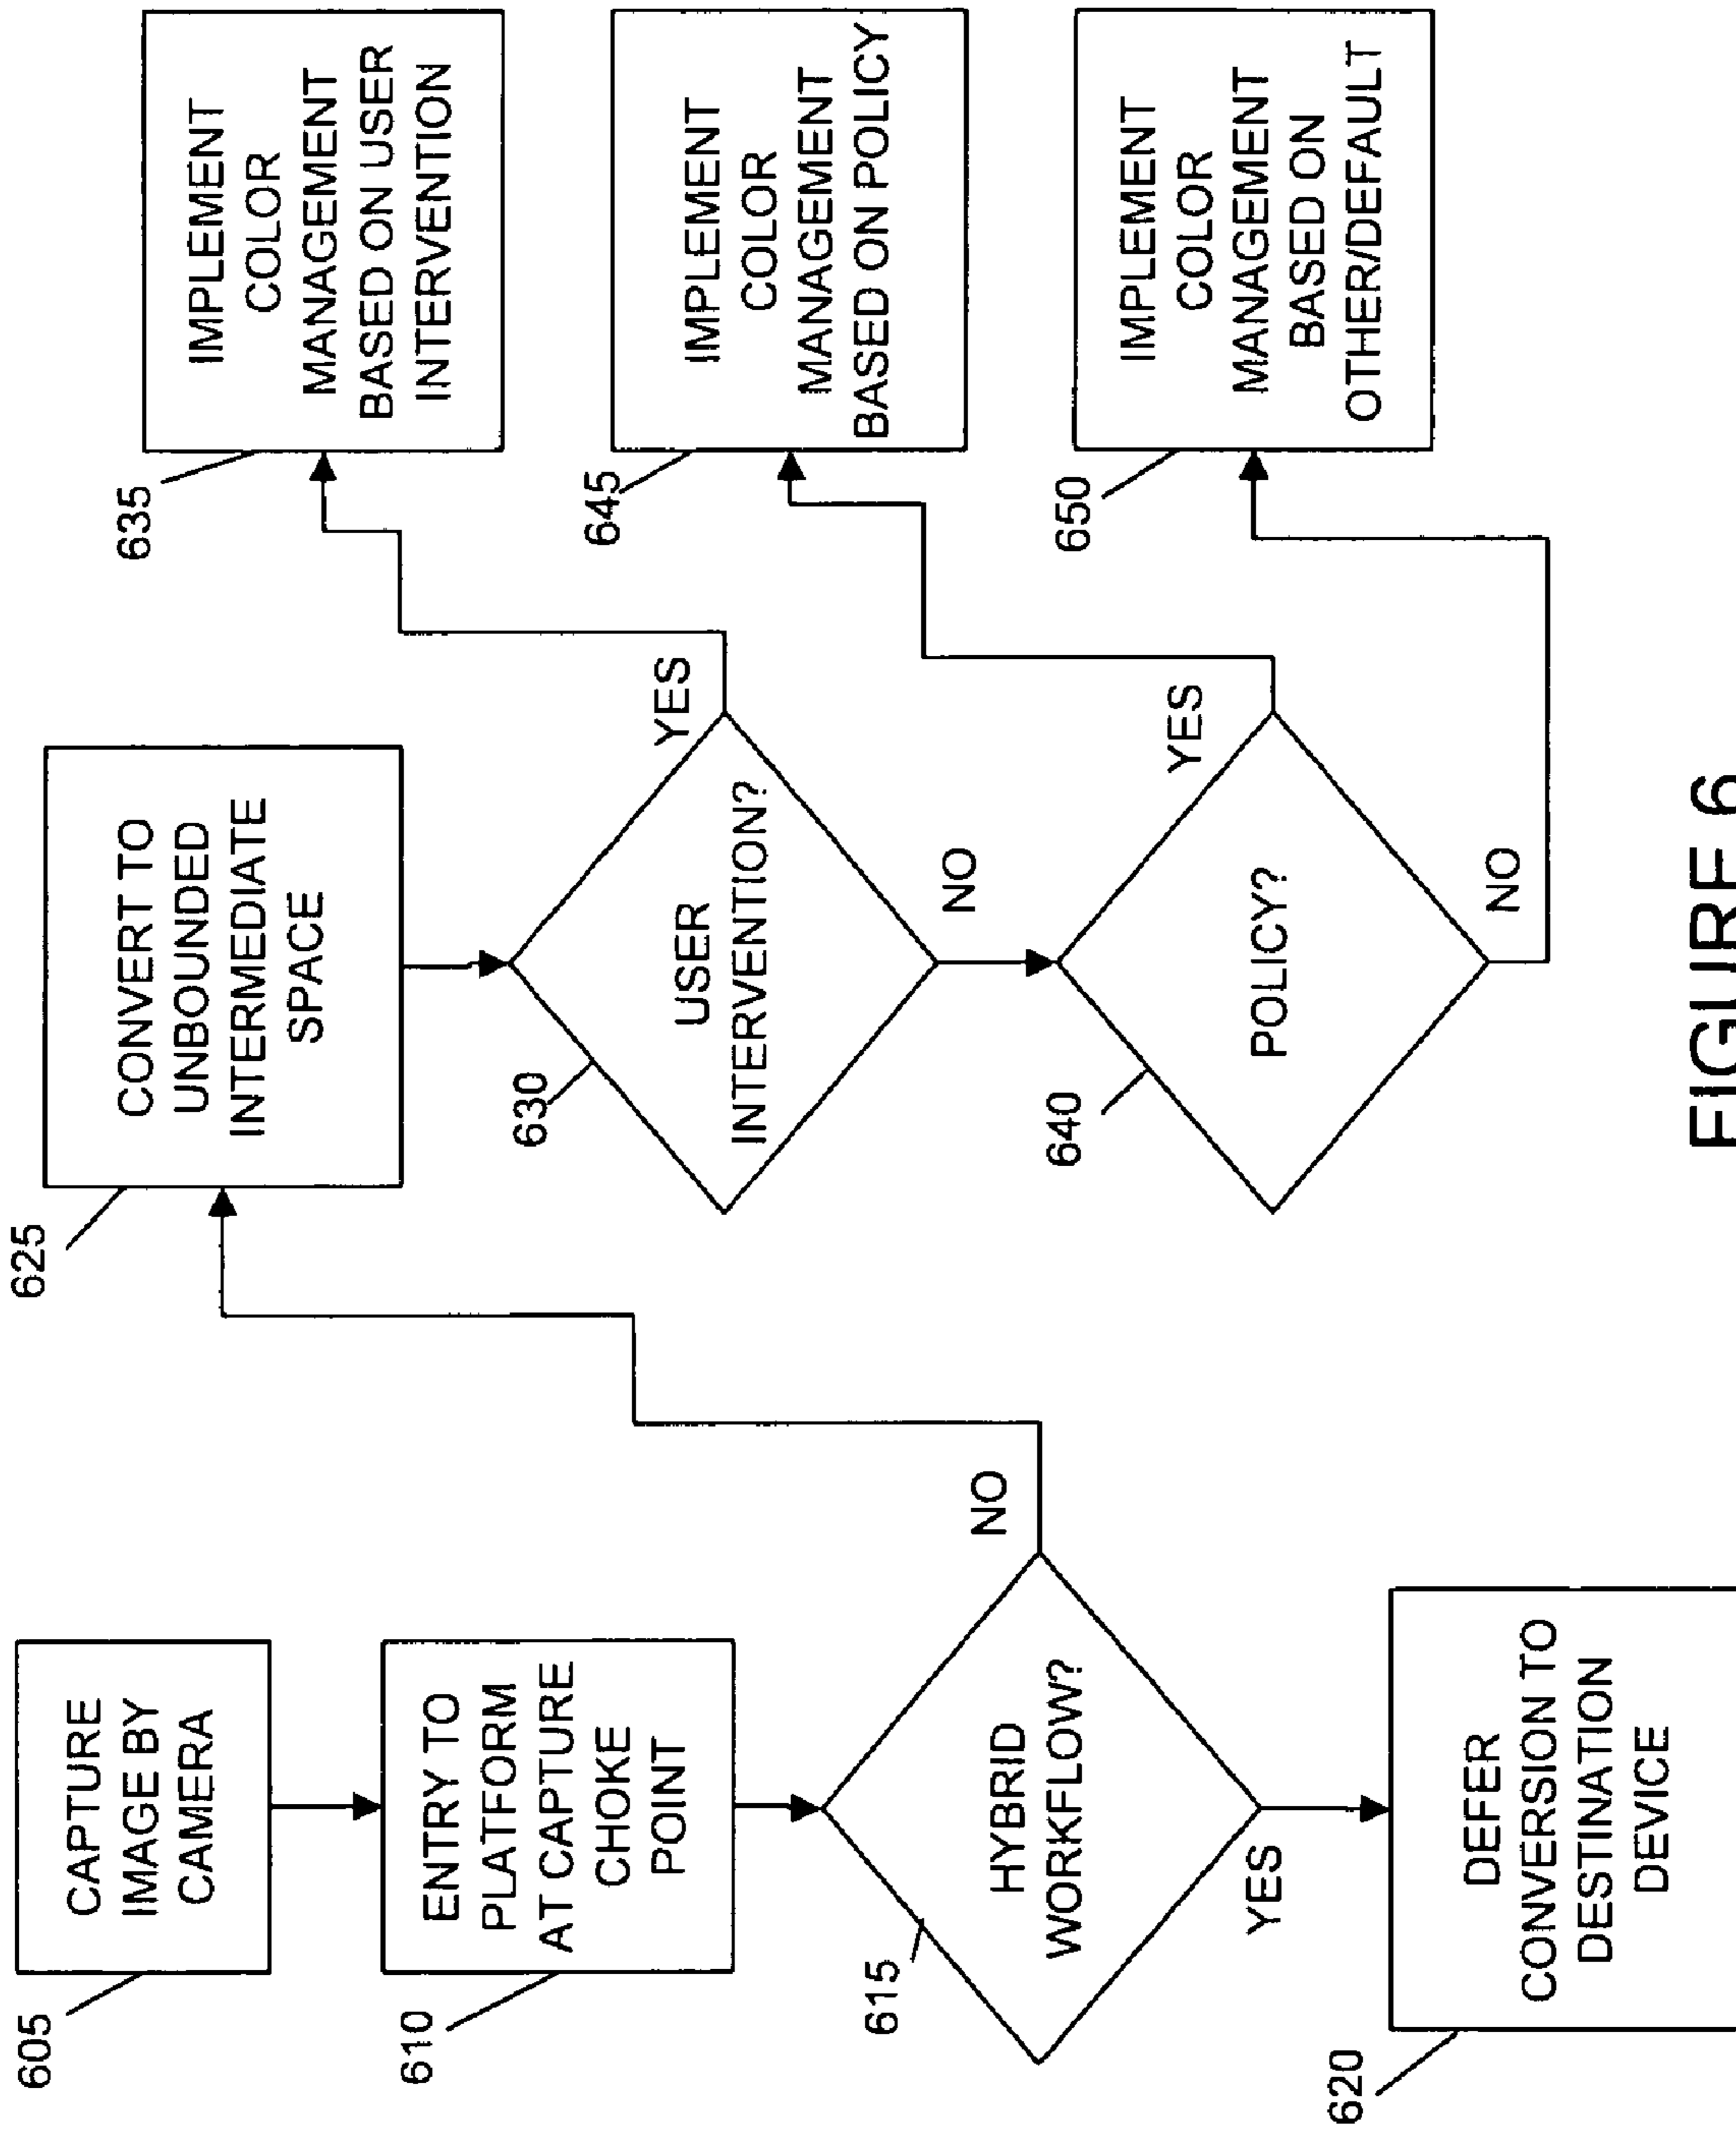 605
CAPTURE
IMAGE BY
CAMERA
610
ENTRY TO
PLATFORM
AT CAPTURE
CHOKE
POINT
615
HYBRID
WORKFLOW?
NO
YES
620
DEFER
CONVERSION TO
DESTINATION
DEVICE
625
CONVERT TO
UNBOUNDED
INTERMEDIATE
SPACE
630
USER
INTERVENTION?
YES
NO
635
IMPLEMENT
COLOR
MANAGEMENT
BASED ON USER
INTERVENTION
640
POLICY?
YES
NO
645
IMPLEMENT
COLOR
MANAGEMENT
BASED ON POLICY
650
IMPLEMENT
COLOR
MANAGEMENT
BASED ON
OTHER/DEFAULT
FIGURE 6